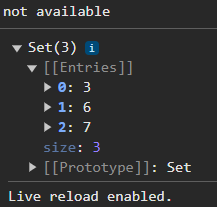 not available
▼ Set(3) i
▼ [[Entries]]
▶ 0: 3
▶ 1: 6
▶ 2: 7
size: 3
▶ [[Prototype]]: Set
Live reload enabled.